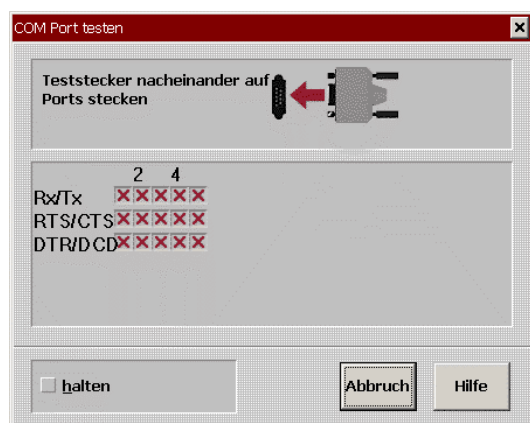 COM Port testen
Teststecker nacheinander auf
Ports stecken
2 4
Rx/Tx
RTS/CTS
DTR/DCD
halten
Abbruch
Hilfe